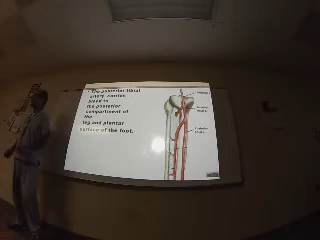 • The posterior tibial
artery carries
blood to
the posterior
compartment of
the
leg and plantar
surface of the foot.